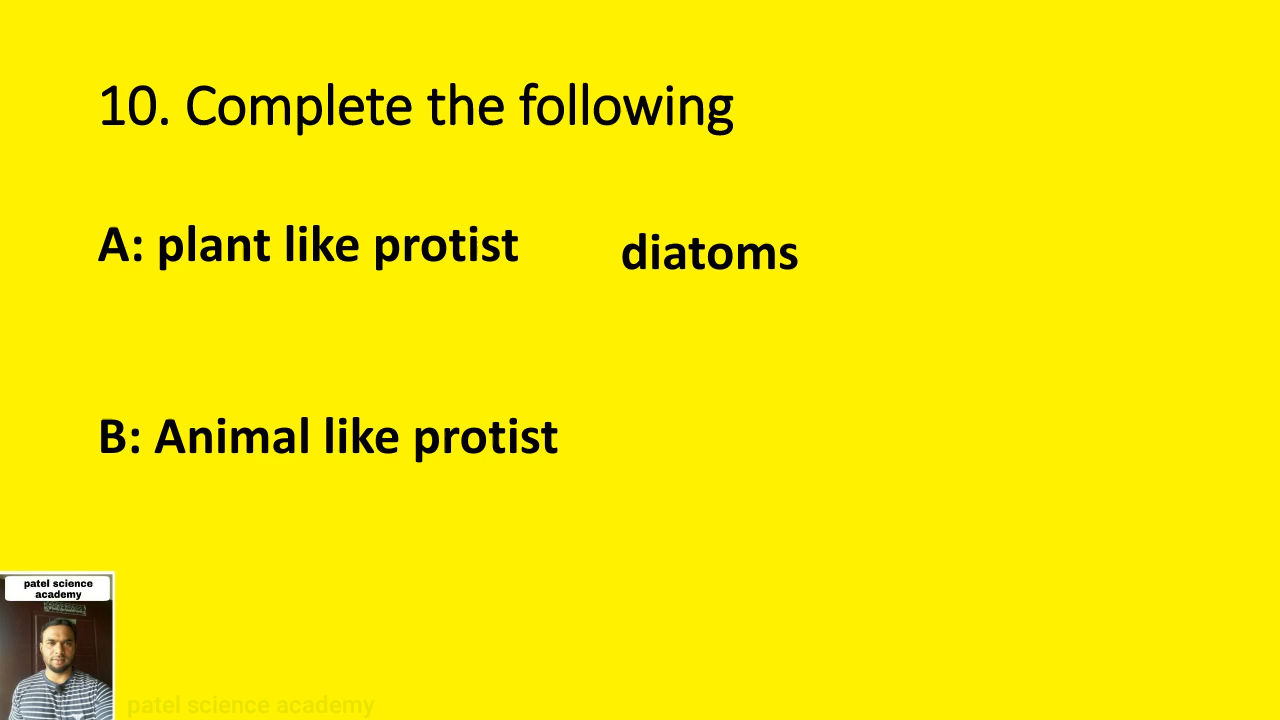 10. Complete the following
A: plant like protist
diatoms
B: Animal like protist
patel science
academy
patel science academy